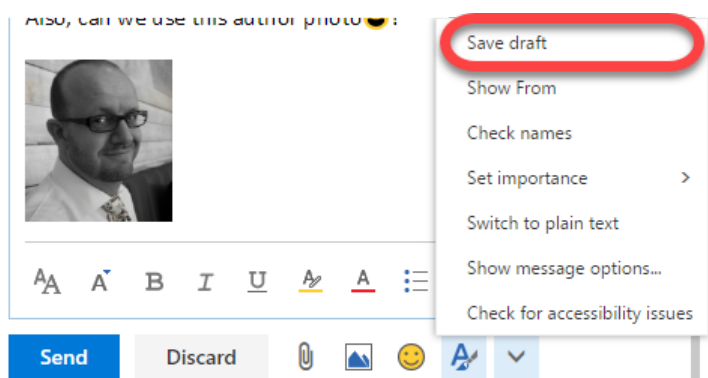 Also, can we use this author photo😀?
Save draft
Show From
Check names
Set importance
Switch to plain text
Show message options...
Check for accessibility issues
Send
Discard